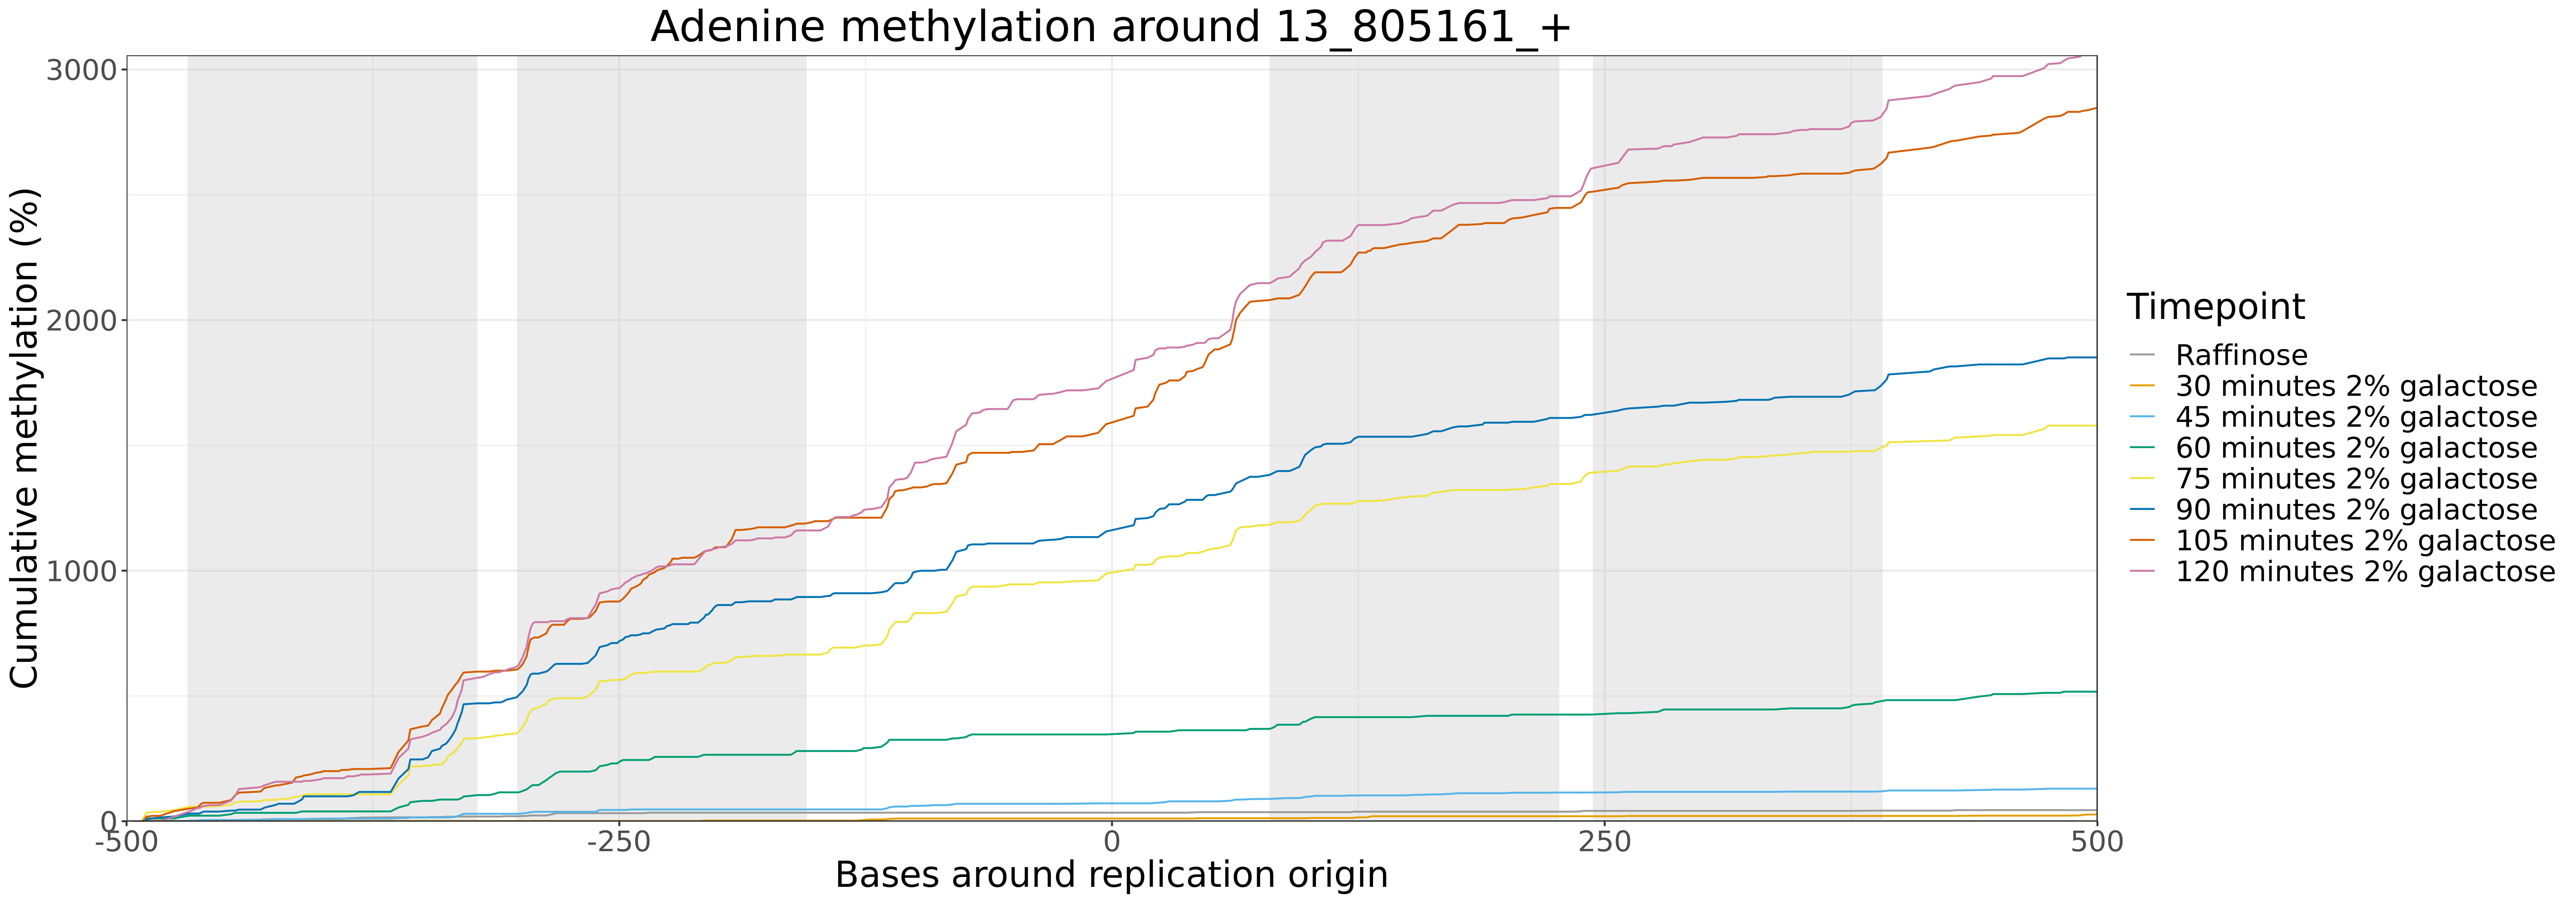 Adenine methylation around 13_805161_+
Cumulative methylation (%)
3000
2000
1000
0
-500
-250
0
250
500
Bases around replication origin
Timepoint
Raffinose
30 minutes 2% galactose
45 minutes 2% galactose
60 minutes 2% galactose
75 minutes 2% galactose
90 minutes 2% galactose
105 minutes 2% galactose
120 minutes 2% galactose